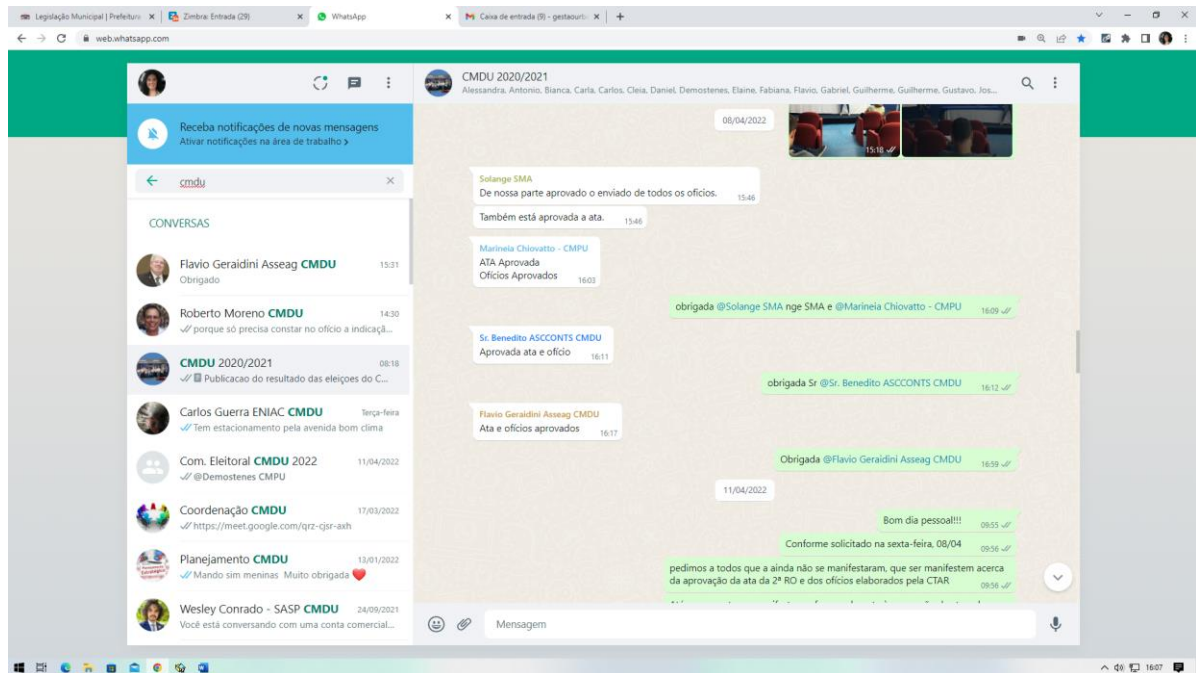 Legislação Municipal | Prefeitura
Zimbra: Entrada (29)
WhatsApp
Caixa de entrada (9) - gestaourb
web.whatsapp.com
Receba notificações de novas mensagens
Ativar notificações na área de trabalho >
cmdu
CONVERSAS
Flavio Geraidini Asseag CMDU 15:31
Obrigado
Roberto Moreno CMDU 14:30
porque só precisa constar no ofício a indicaçã...
CMDU 2020/2021 08:18
Publicacao do resultado das eleiçoes do C...
Carlos Guerra ENIAC CMDU Terça-feira
Tem estacionamento pela avenida bom clima
Com. Eleitoral CMDU 2022 11/04/2022
@Demostenes CMPU
Coordenação CMDU 17/03/2022
https://meet.google.com/qrz-cjsr-axh
Planejamento CMDU 13/01/2022
Mando sim meninas Muito obrigada ❤️
Wesley Conrado - SASP CMDU 24/09/2021
Você está conversando com uma conta comercial...
CMDU 2020/2021
Alessandra, Antonio, Bianca, Carla, Carlos, Cleia, Daniel, Demostenes, Elaine, Fabiana, Flavio, Gabriel, Guilherme, Guilherme, Gustavo, Jos...
08/04/2022
15:18
Solange SMA
De nossa parte aprovado o enviado de todos os ofícios. 15:46
Também está aprovada a ata. 15:46
Marineia Chiovatto - CMPU
ATA Aprovada
Ofícios Aprovados 16:03
obrigada @Solange SMA nge SMA e @Marineia Chiovatto - CMPU 16:09
Sr. Benedito ASCCONTS CMDU
Aprovada ata e ofício 16:11
obrigada Sr @Sr. Benedito ASCCONTS CMDU 16:12
Flavio Geraidini Asseag CMDU
Ata e ofícios aprovados 16:17
Obrigada @Flavio Geraidini Asseag CMDU 16:59
11/04/2022
Bom dia pessoal!!! 09:55
Conforme solicitado na sexta-feira, 08/04 09:56
pedimos a todos que a ainda não se manifestaram, que ser manifestem acerca
da aprovação da ata da 2ª RO e dos ofícios elaborados pela CTAR 09:56
Mensagem
16:07